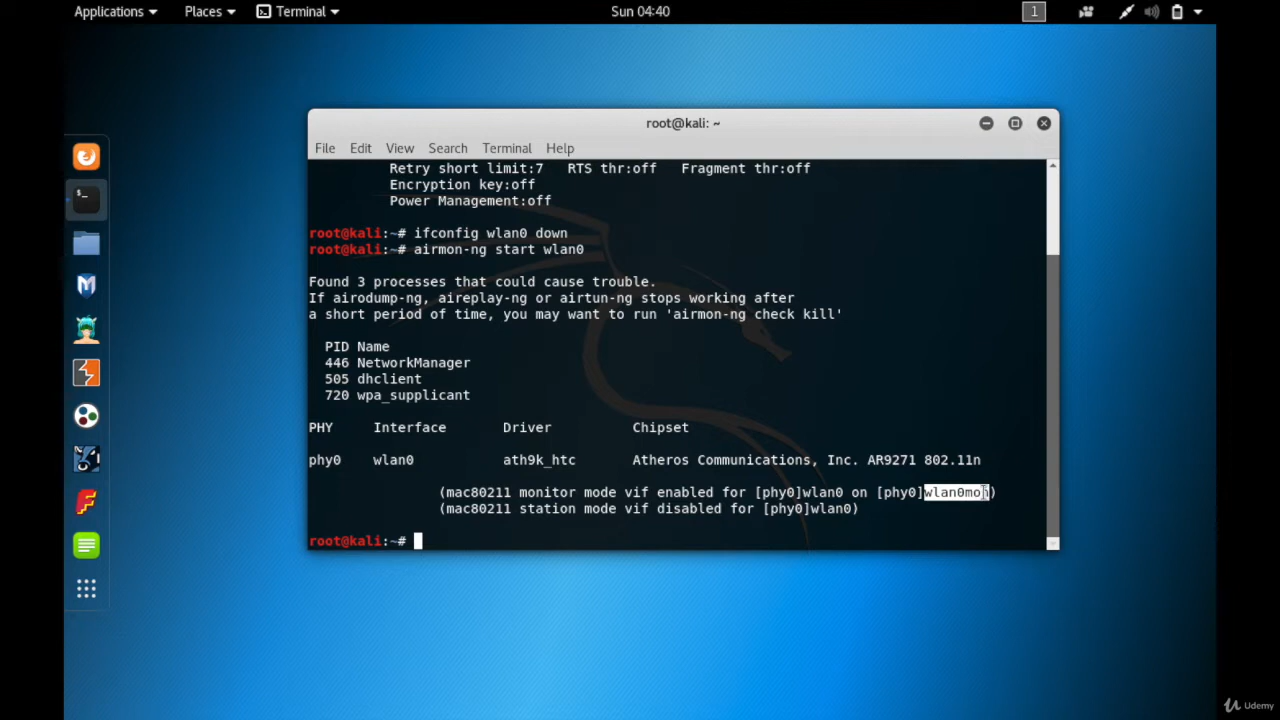 Applications Places Terminal Sun 04:40 1
root@kali: ~
File Edit View Search Terminal Help
Retry short limit:7 RTS thr:off Fragment thr:off
Encryption key:off
Power Management:off
root@kali:~# ifconfig wlan0 down
root@kali:~# airmon-ng start wlan0
Found 3 processes that could cause trouble.
If airodump-ng, aireplay-ng or airtun-ng stops working after
a short period of time, you may want to run 'airmon-ng check kill'
PID Name
446 NetworkManager
505 dhclient
720 wpa_supplicant
PHY Interface Driver Chipset
phy0 wlan0 ath9k_htc Atheros Communications, Inc. AR9271 802.11n
(mac80211 monitor mode vif enabled for [phy0]wlan0 on [phy0]wlan0mon)
(mac80211 station mode vif disabled for [phy0]wlan0)
root@kali:~#
Udemy